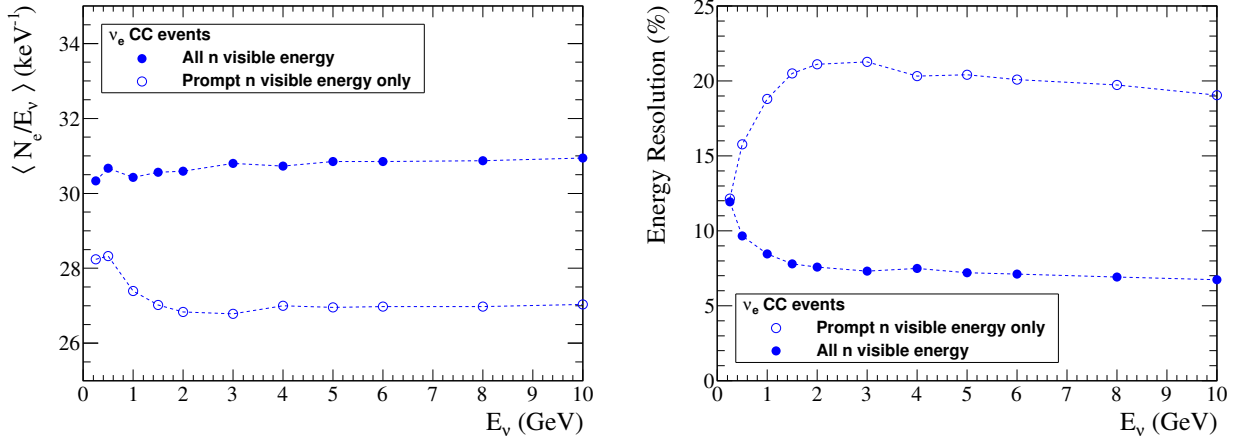 ⟨ N_e/E_ν ⟩ (keV⁻¹)
34
32
30
28
26
ν_e CC events
All n visible energy
Prompt n visible energy only
0 1 2 3 4 5 6 7 8 9 10
E_ν (GeV)
Energy Resolution (%)
25
20
15
10
5
0
ν_e CC events
Prompt n visible energy only
All n visible energy
0 1 2 3 4 5 6 7 8 9 10
E_ν (GeV)